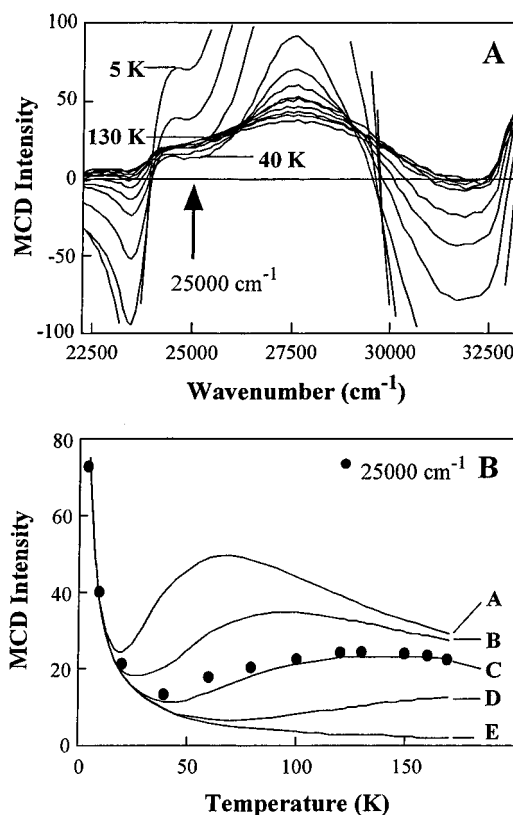 A
100
50
0
-50
-100
MCD Intensity
5 K
130 K
40 K
25000 cm-1
22500 25000 27500 30000 32500
Wavenumber (cm-1)
B
80
60
40
20
0
MCD Intensity
25000 cm-1
A
B
C
D
E
0 50 100 150
Temperature (K)